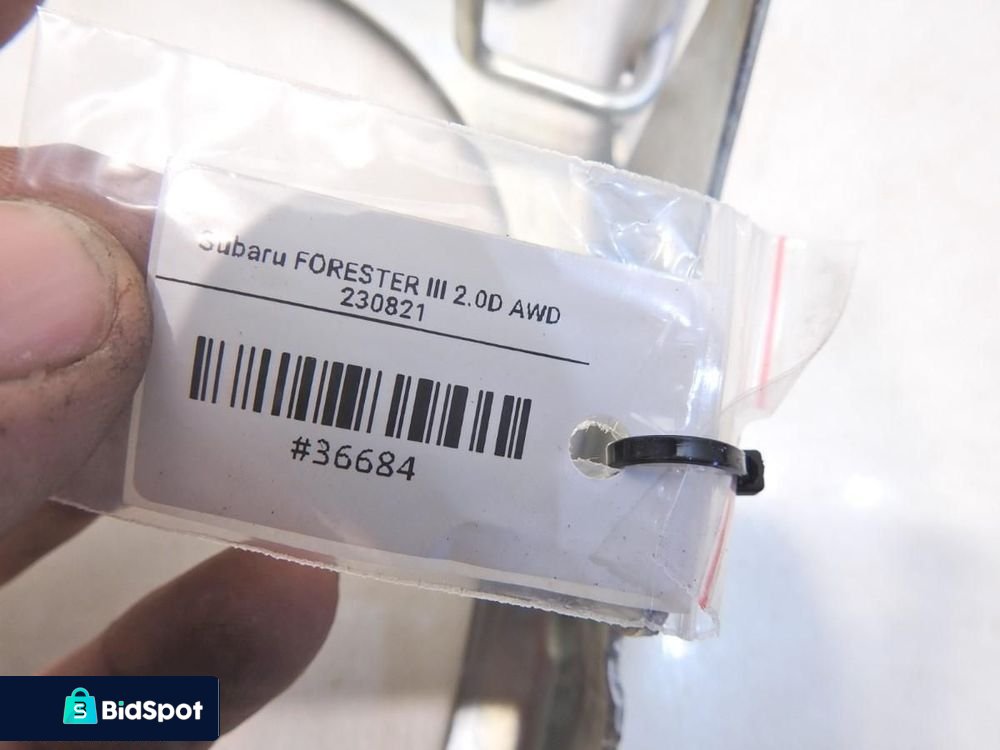 Subaru FORESTER III 2.0D AWD
230821
#36684
BidSpot